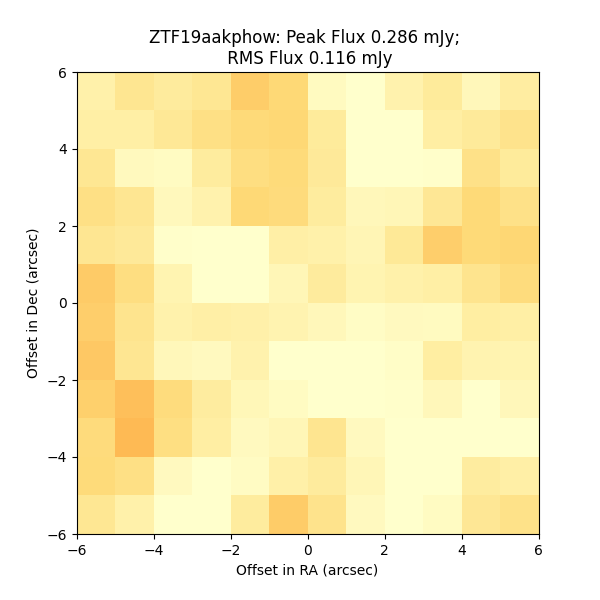 ZTF19aakphow: Peak Flux 0.286 mJy;
RMS Flux 0.116 mJy
6
4
2
0
−2
−4
−6
Offset in Dec (arcsec)
−6 −4 −2 0 2 4 6
Offset in RA (arcsec)